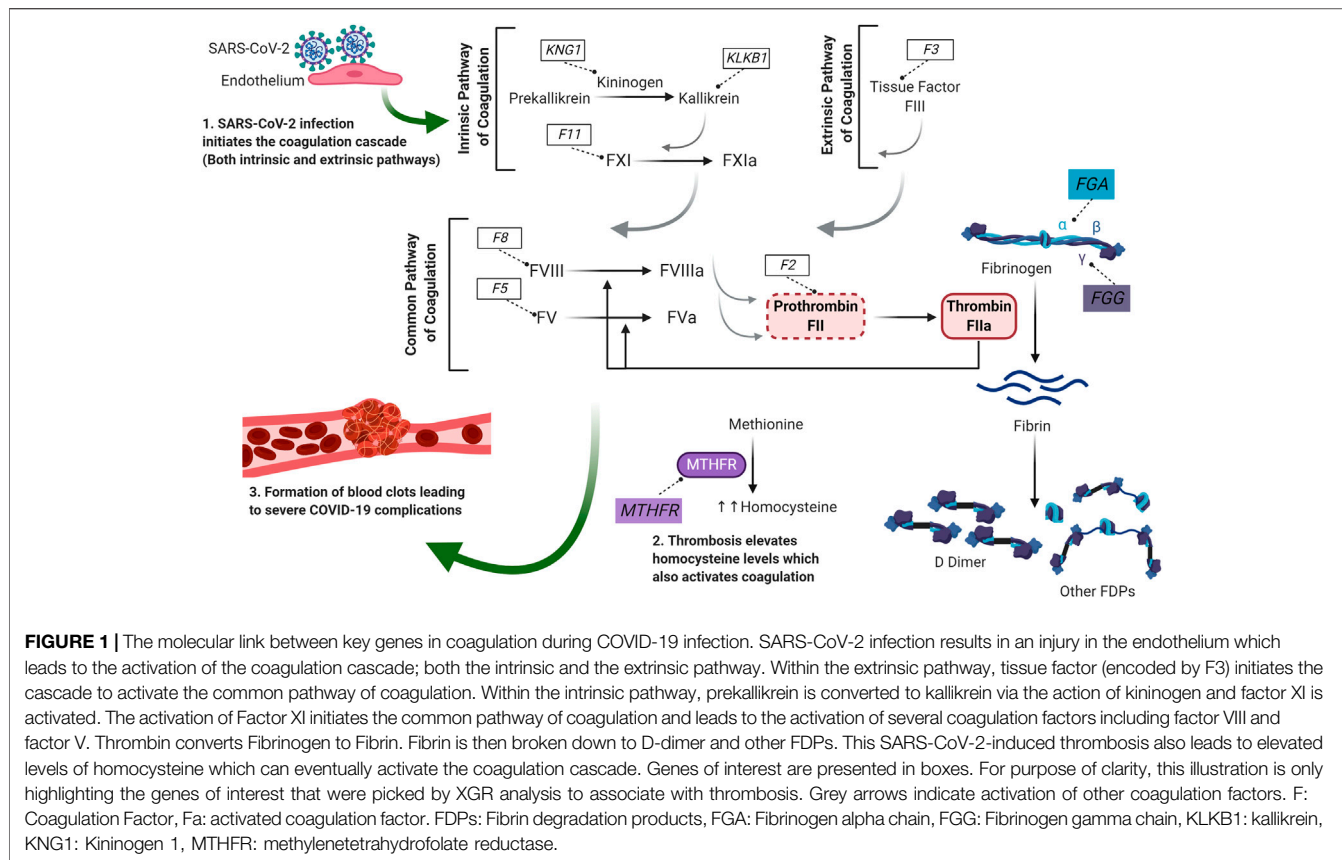 SARS-CoV-2
Endothelium
1. SARS-CoV-2 infection
initiates the coagulation cascade
(Both intrinsic and extrinsic pathways)
Intrinsic Pathway
of Coagulation
KNG1
Kininogen
KLKB1
Prekallikrein
Kallikrein
F11
FXI
FXIa
Extrinsic Pathway
of Coagulation
F3
Tissue Factor
FIII
FGA
α
β
γ
Fibrinogen
FGG
Common Pathway
of Coagulation
F8
FVIII
FVIIIa
F5
FV
FVa
F2
Prothrombin
FII
Thrombin
FIIa
Fibrin
Methionine
MTHFR
MTHFR
↑↑Homocysteine
2. Thrombosis elevates
homocysteine levels which
also activates coagulation
3. Formation of blood clots leading
to severe COVID-19 complications
D Dimer
Other FDPs
FIGURE 1 | The molecular link between key genes in coagulation during COVID-19 infection. SARS-CoV-2 infection results in an injury in the endothelium which
leads to the activation of the coagulation cascade; both the intrinsic and the extrinsic pathway. Within the extrinsic pathway, tissue factor (encoded by F3) initiates the
cascade to activate the common pathway of coagulation. Within the intrinsic pathway, prekallikrein is converted to kallikrein via the action of kininogen and factor XI is
activated. The activation of Factor XI initiates the common pathway of coagulation and leads to the activation of several coagulation factors including factor VIII and
factor V. Thrombin converts Fibrinogen to Fibrin. Fibrin is then broken down to D-dimer and other FDPs. This SARS-CoV-2-induced thrombosis also leads to elevated
levels of homocysteine which can eventually activate the coagulation cascade. Genes of interest are presented in boxes. For purpose of clarity, this illustration is only
highlighting the genes of interest that were picked by XGR analysis to associate with thrombosis. Grey arrows indicate activation of other coagulation factors. F:
Coagulation Factor, Fa: activated coagulation factor. FDPs: Fibrin degradation products, FGA: Fibrinogen alpha chain, FGG: Fibrinogen gamma chain, KLKB1: kallikrein,
KNG1: Kininogen 1, MTHFR: methylenetetrahydrofolate reductase.